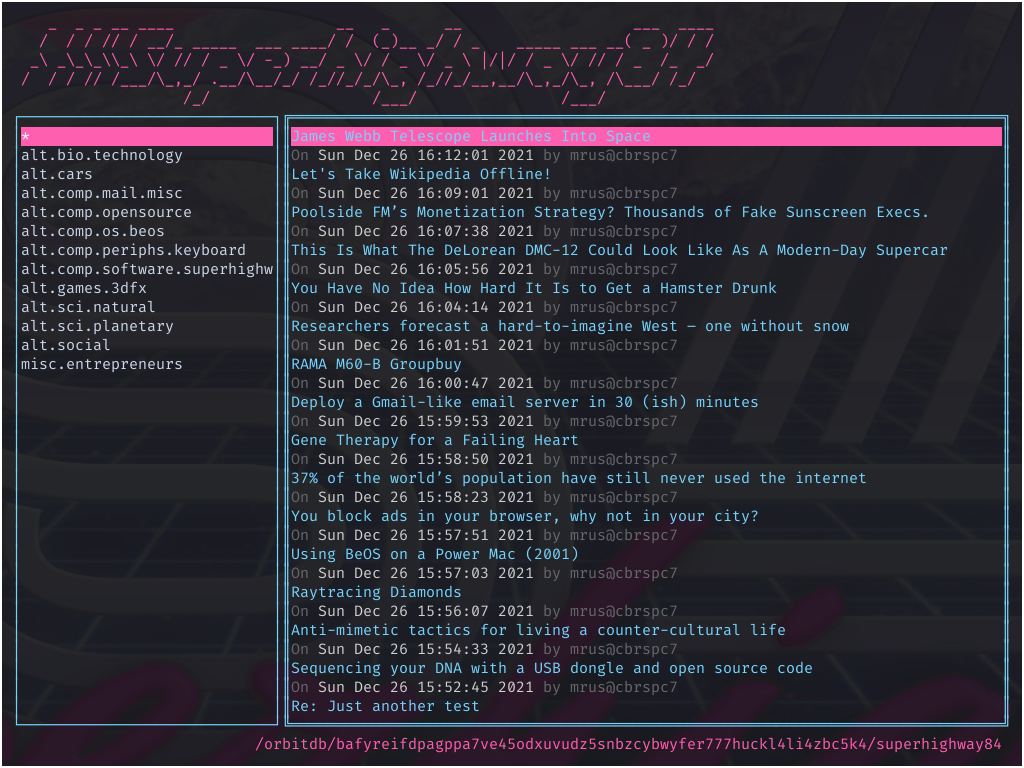 *
alt.bio.technology
alt.cars
alt.comp.mail.misc
alt.comp.opensource
alt.comp.os.beos
alt.comp.periphs.keyboard
alt.comp.software.superhighw
alt.games.3dfx
alt.sci.natural
alt.sci.planetary
alt.social
misc.entrepreneurs
James Webb Telescope Launches Into Space
On Sun Dec 26 16:12:01 2021 by mrus@cbrspc7
Let's Take Wikipedia Offline!
On Sun Dec 26 16:09:01 2021 by mrus@cbrspc7
Poolside FM’s Monetization Strategy? Thousands of Fake Sunscreen Execs.
On Sun Dec 26 16:07:38 2021 by mrus@cbrspc7
This Is What The DeLorean DMC-12 Could Look Like As A Modern-Day Supercar
On Sun Dec 26 16:05:56 2021 by mrus@cbrspc7
You Have No Idea How Hard It Is to Get a Hamster Drunk
On Sun Dec 26 16:04:14 2021 by mrus@cbrspc7
Researchers forecast a hard-to-imagine West — one without snow
On Sun Dec 26 16:01:51 2021 by mrus@cbrspc7
RAMA M60-B Groupbuy
On Sun Dec 26 16:00:47 2021 by mrus@cbrspc7
Deploy a Gmail-like email server in 30 (ish) minutes
On Sun Dec 26 15:59:53 2021 by mrus@cbrspc7
Gene Therapy for a Failing Heart
On Sun Dec 26 15:58:50 2021 by mrus@cbrspc7
37% of the world’s population have still never used the internet
On Sun Dec 26 15:58:23 2021 by mrus@cbrspc7
You block ads in your browser, why not in your city?
On Sun Dec 26 15:57:51 2021 by mrus@cbrspc7
Using BeOS on a Power Mac (2001)
On Sun Dec 26 15:57:03 2021 by mrus@cbrspc7
Raytracing Diamonds
On Sun Dec 26 15:56:07 2021 by mrus@cbrspc7
Anti-mimetic tactics for living a counter-cultural life
On Sun Dec 26 15:54:33 2021 by mrus@cbrspc7
Sequencing your DNA with a USB dongle and open source code
On Sun Dec 26 15:52:45 2021 by mrus@cbrspc7
Re: Just another test
/orbitdb/bafyreifdpagppa7ve45odxuvudz5snbzcybwyfer777huckl4li4zbc5k4/superhighway84